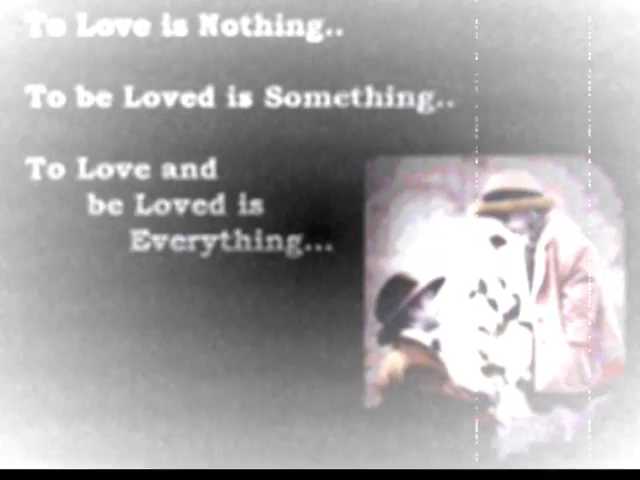 To Love is Nothing..
To be Loved is Something..
To Love and
be Loved is
Everything...